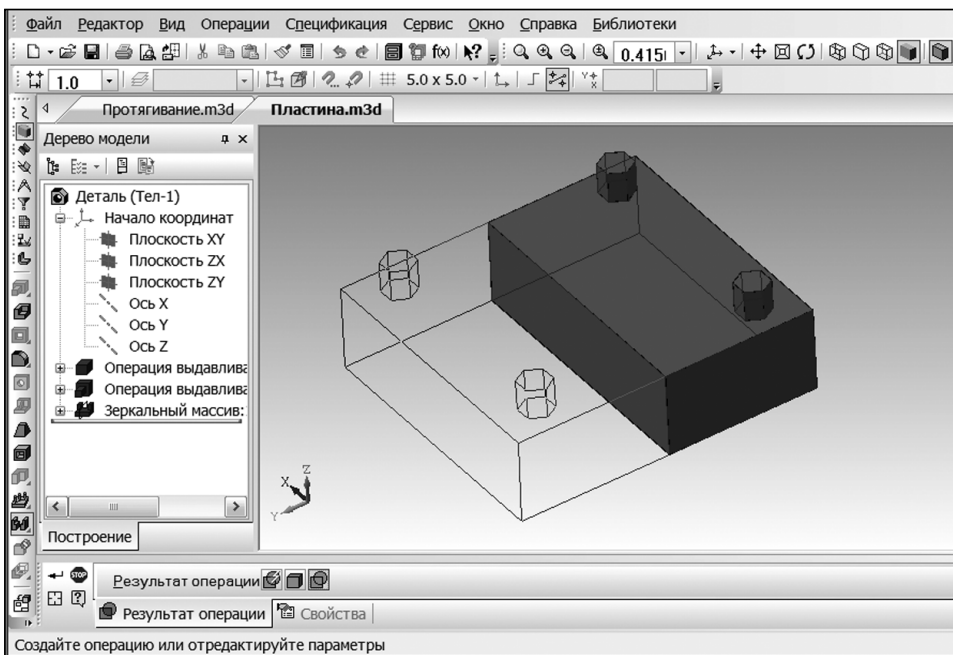 Файл Редактор Вид Операции Спецификация Сервис Окно Справка Библиотеки
f(x) 0.415
1.0 5.0 x 5.0
Протягивание.m3d Пластина.m3d
Дерево модели
Деталь (Тел-1)
Начало координат
Плоскость XY
Плоскость ZX
Плоскость ZY
Ось X
Ось Y
Ось Z
Операция выдавлива
Операция выдавлива
Зеркальный массив:
Z
X
Y
Построение
STOP Результат операции
Результат операции Свойства
Создайте операцию или отредактируйте параметры